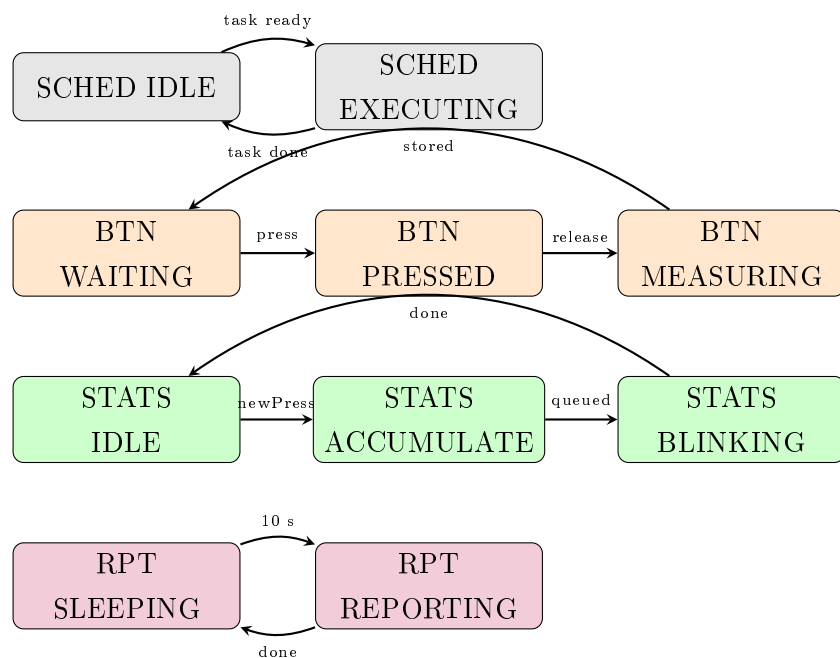 task ready
SCHED IDLE
SCHED
EXECUTING
task done
stored
BTN
WAITING
press
BTN
PRESSED
release
BTN
MEASURING
done
STATS
IDLE
newPress
STATS
ACCUMULATE
queued
STATS
BLINKING
10 s
RPT
SLEEPING
RPT
REPORTING
done